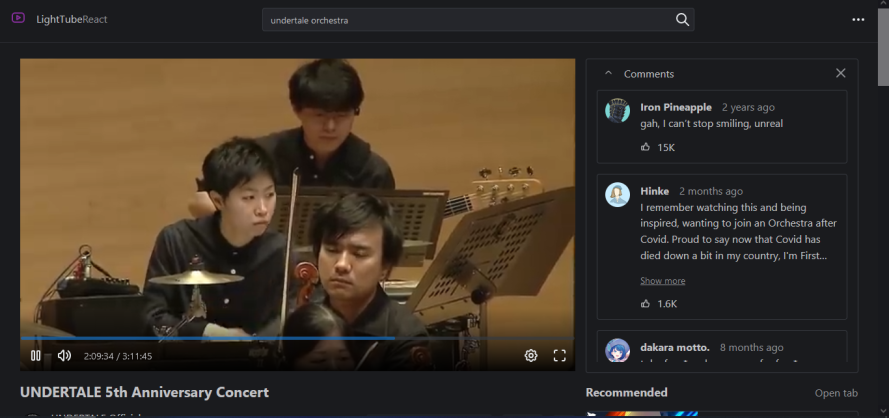 LightTubeReact
undertale orchestra
Comments
Iron Pineapple 2 years ago
gah, I can't stop smiling, unreal
15K
Hinke 2 months ago
I remember watching this and being
inspired, wanting to join an Orchestra after
Covid. Proud to say now that Covid has
died down a bit in my country, I'm First...
Show more
1.6K
dakara motto. 8 months ago
2:09:34 / 3:11:45
UNDERTALE 5th Anniversary Concert
Recommended
Open tab
UNDERTALE Official